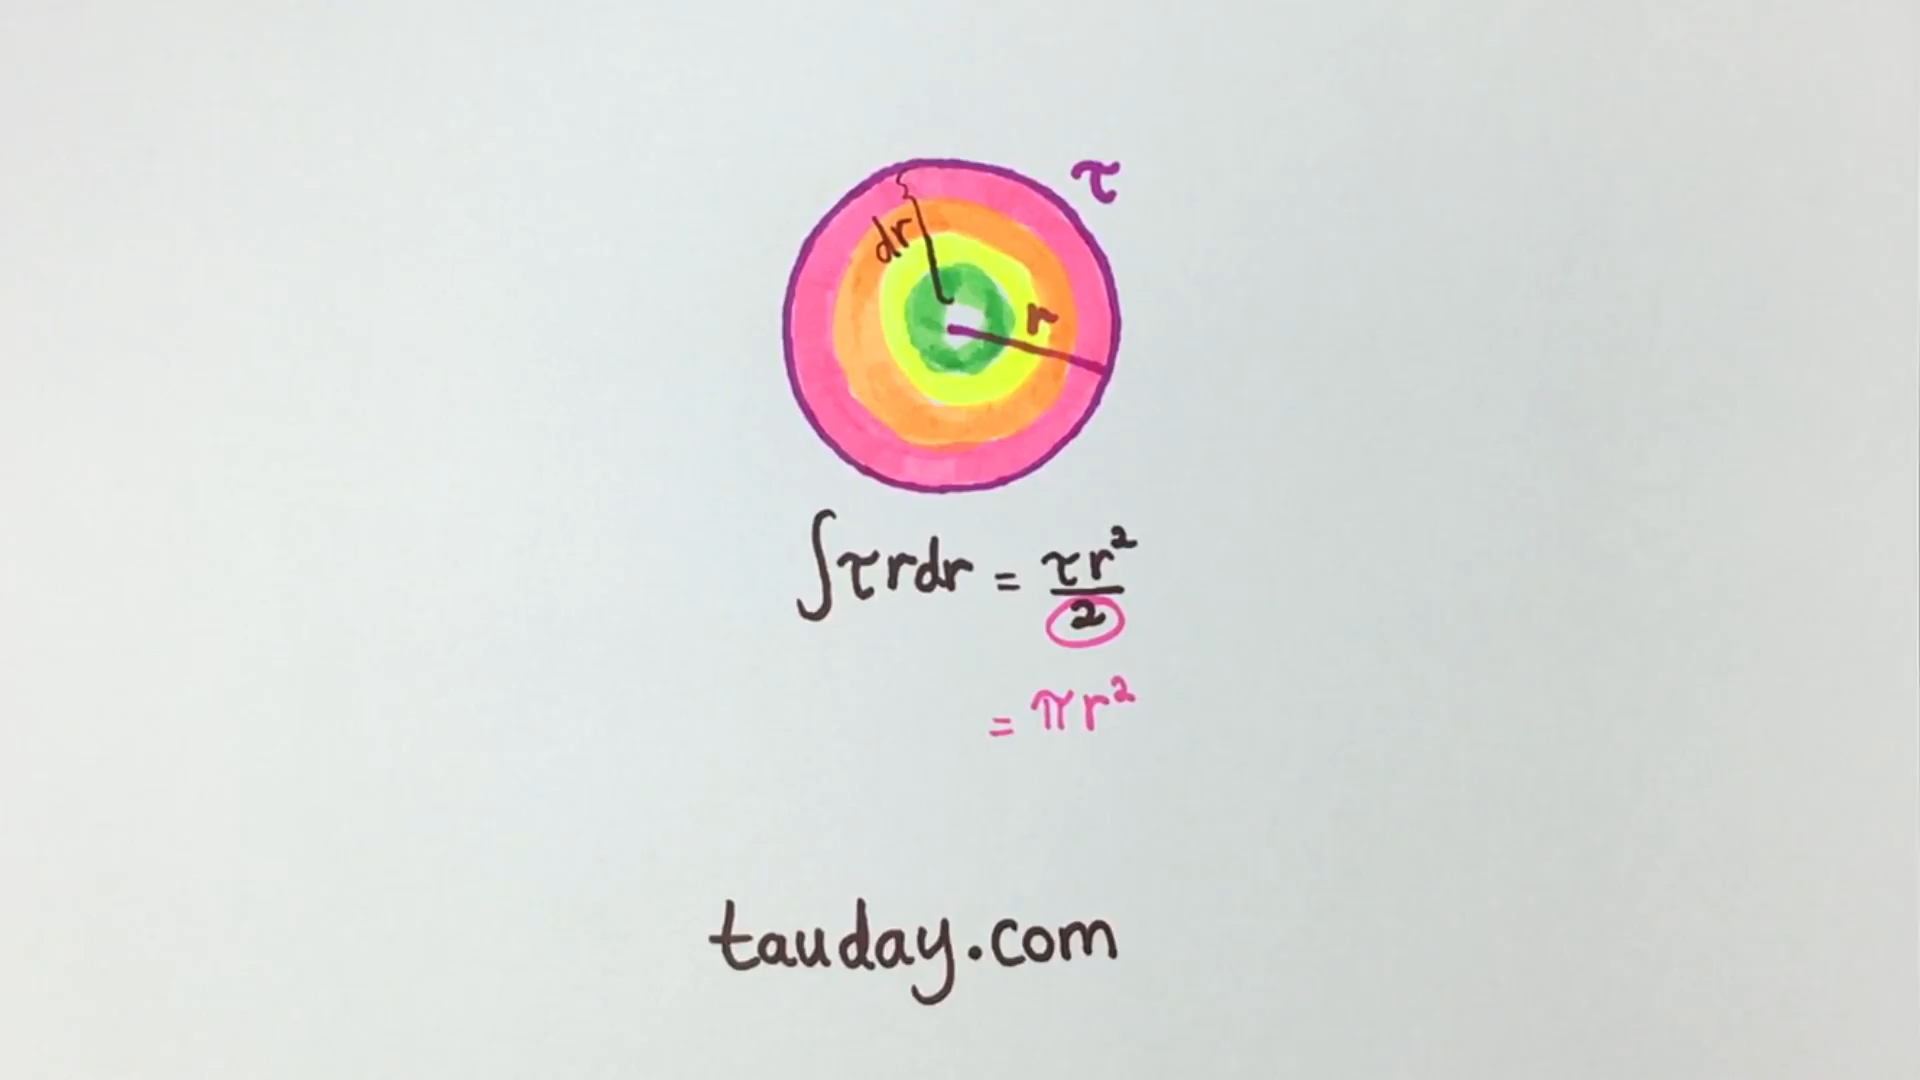 τ
dr
r
∫τrdr = τr²/2
= πr²
tauday.com